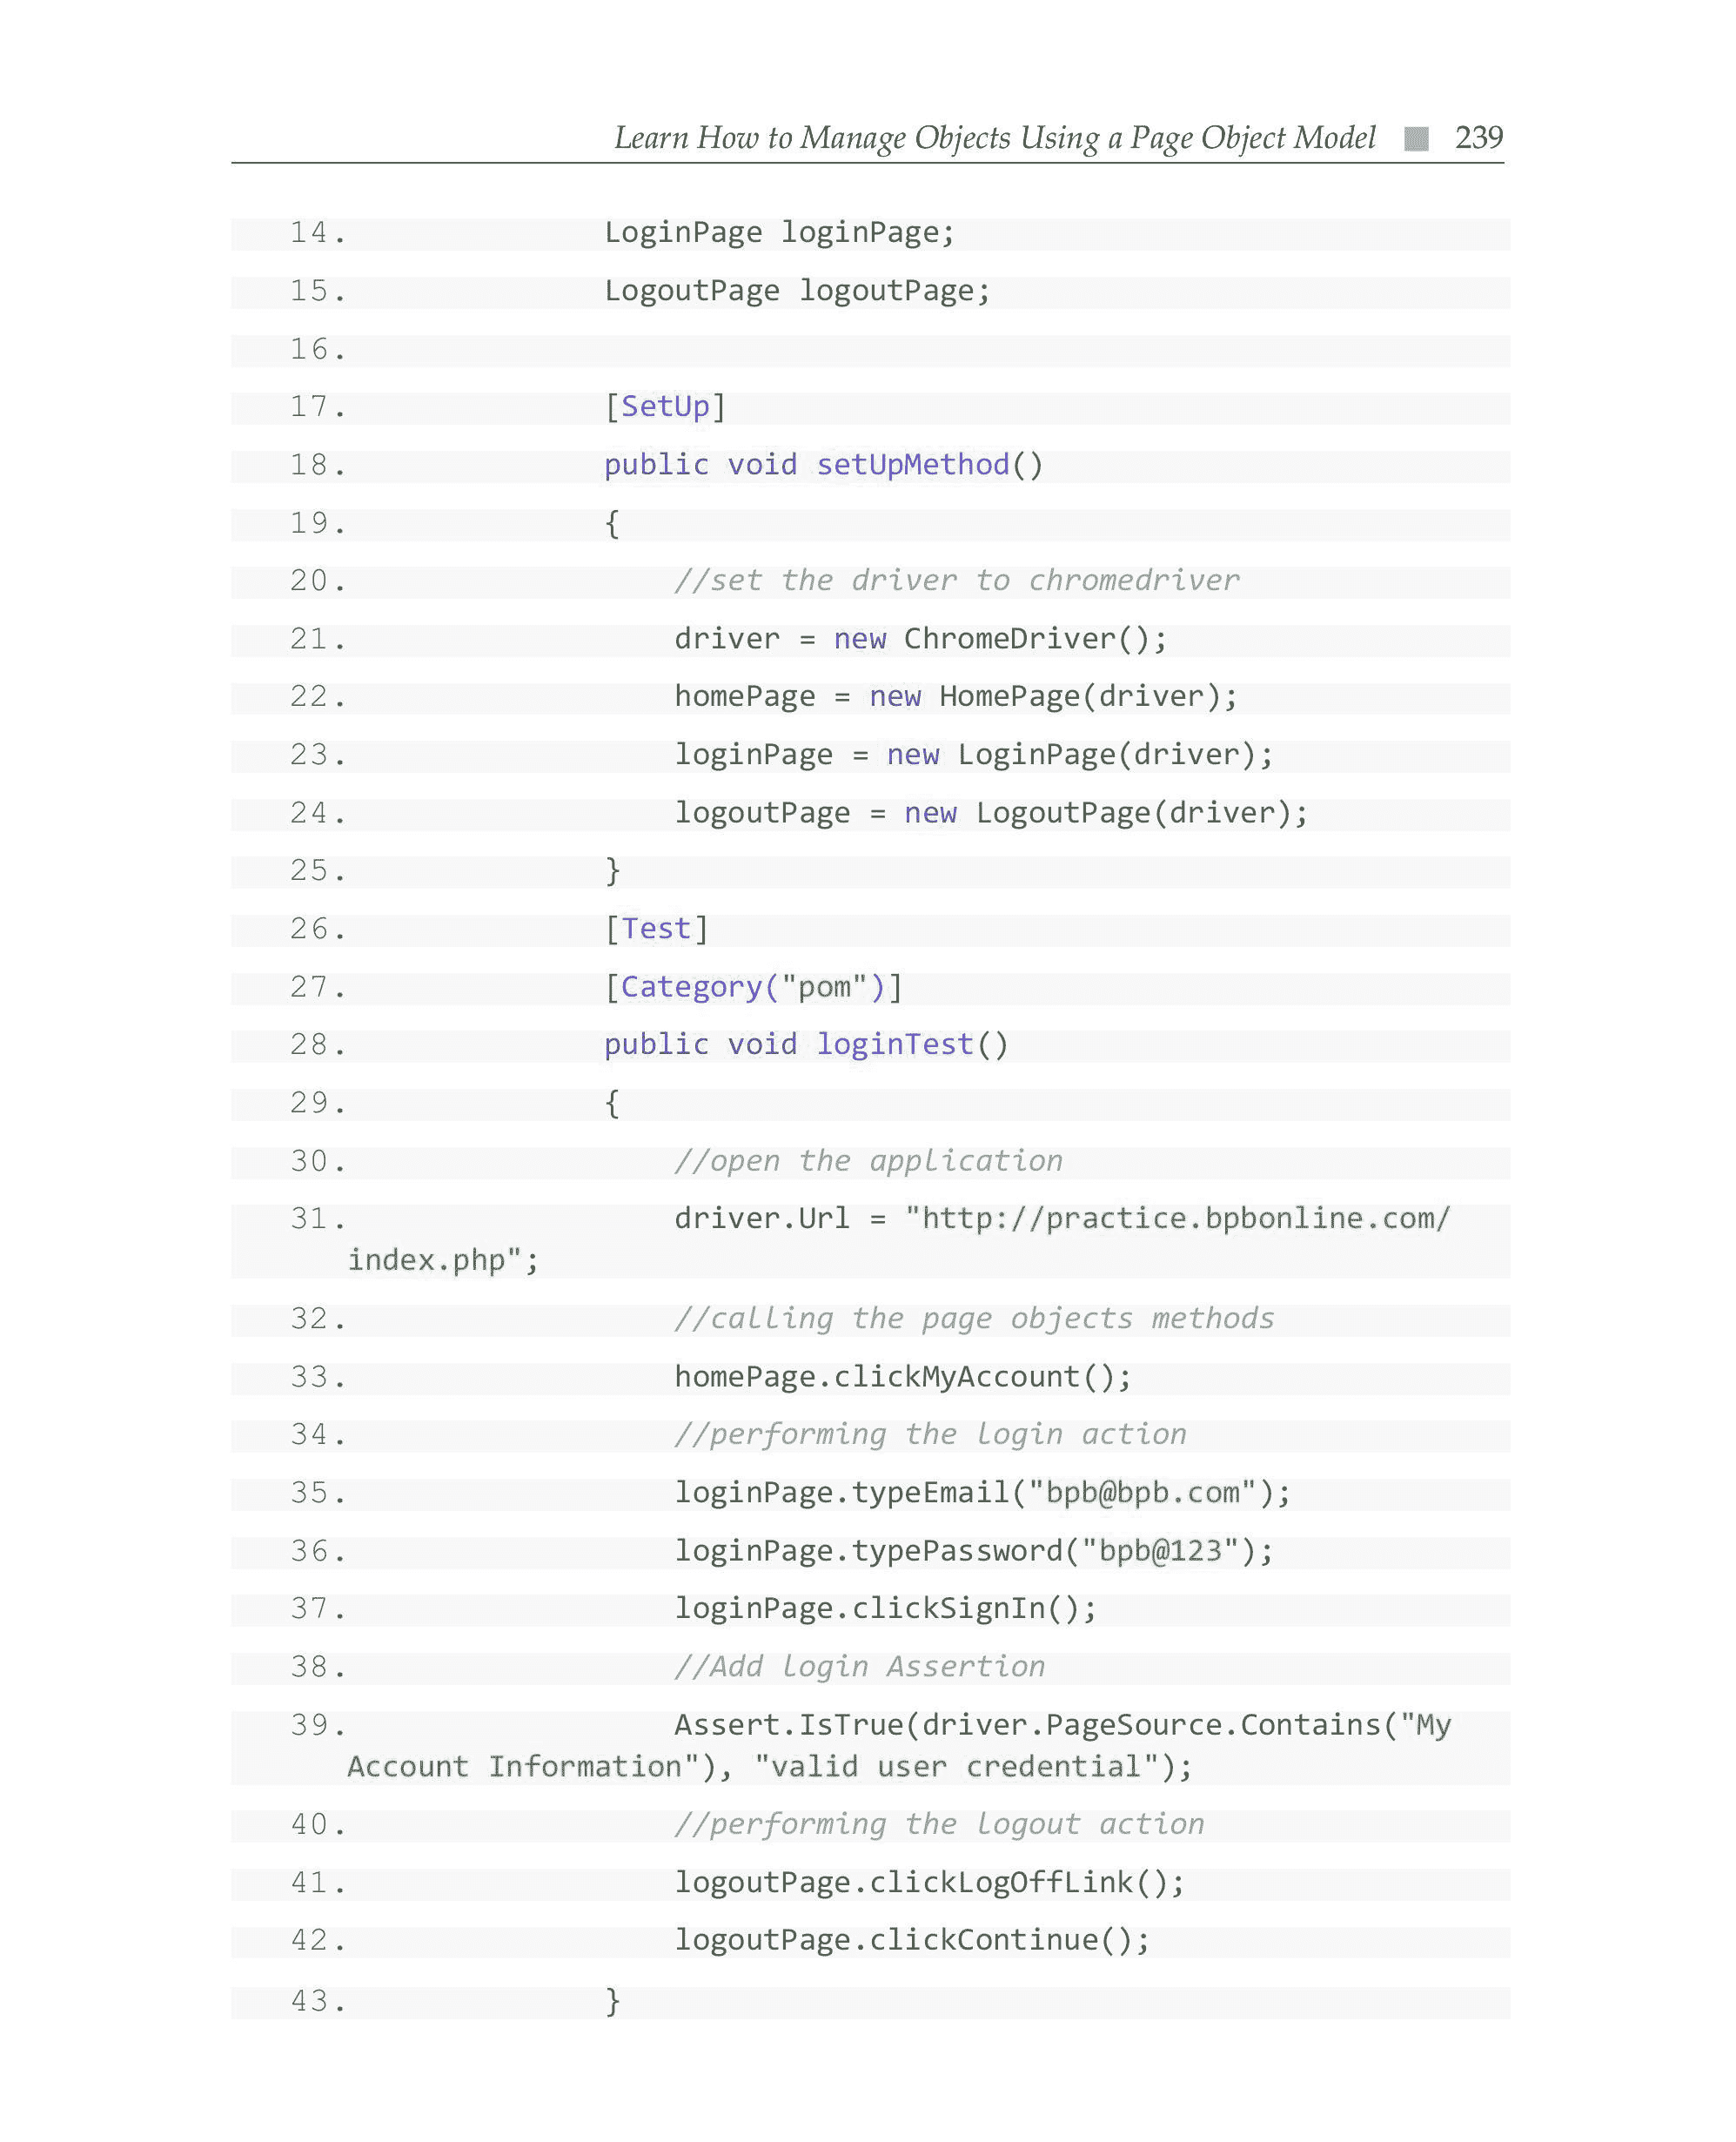 Learn How to Manage Objects Using a Page Object Model 239
14. LoginPage loginPage;
15. LogoutPage logoutPage;
16.
17. [SetUp]
18. public void setUpMethod()
19. {
20. //set the driver to chromedriver
21. driver = new ChromeDriver();
22. homePage = new HomePage(driver);
23. loginPage = new LoginPage(driver);
24. logoutPage = new LogoutPage(driver);
25. }
26. [Test]
27. [Category("pom")]
28. public void loginTest()
29. {
30. //open the application
31. driver.Url = "http://practice.bpbonline.com/
index.php";
32. //calling the page objects methods
33. homePage.clickMyAccount();
34. //performing the login action
35. loginPage.typeEmail("bpb@bpb.com");
36. loginPage.typePassword("bpb@123");
37. loginPage.clickSignIn();
38. //Add login Assertion
39. Assert.IsTrue(driver.PageSource.Contains("My
Account Information"), "valid user credential");
40. //performing the logout action
41. logoutPage.clickLogOffLink();
42. logoutPage.clickContinue();
43. }